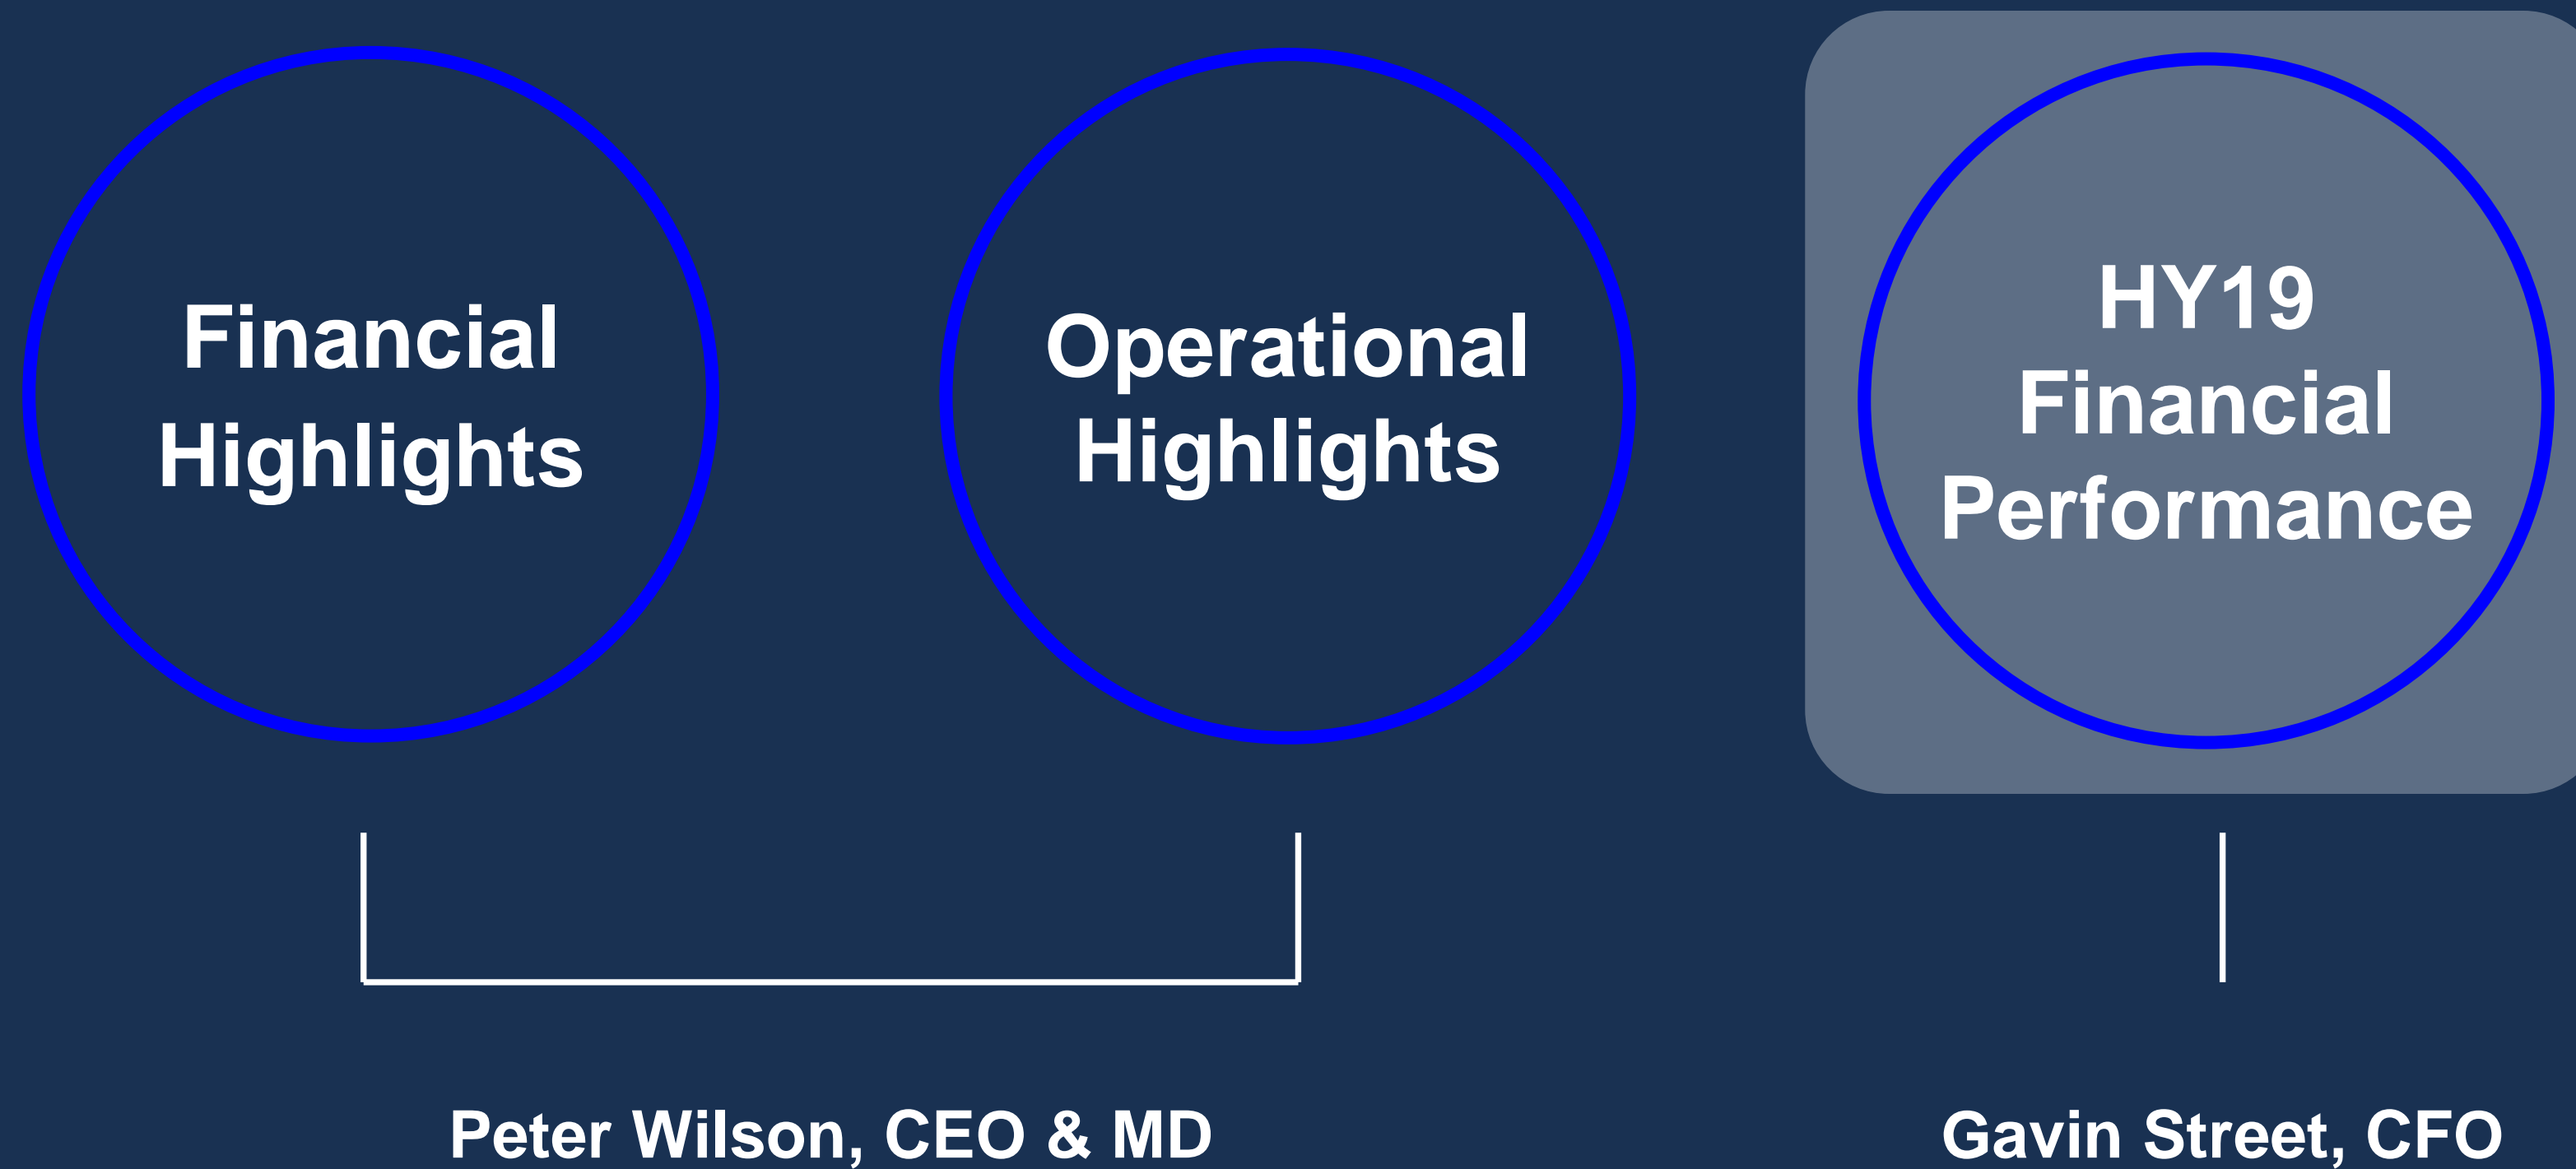 Financial
Highlights
Operational
Highlights
HY19
Financial
Performance
Peter Wilson, CEO & MD
Gavin Street, CFO